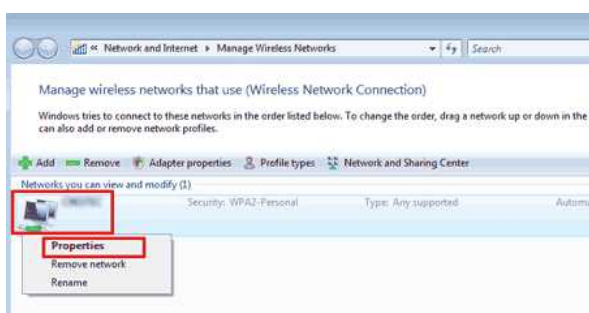 « Network and Internet ▸ Manage Wireless Networks
Search
Manage wireless networks that use (Wireless Network Connection)
Windows tries to connect to these networks in the order listed below. To change the order, drag a network up or down in the
can also add or remove network profiles.
Add Remove Adapter properties Profile types Network and Sharing Center
Networks you can view and modify (1)
Security: WPA2-Personal Type: Any supported Autom
Properties
Remove network
Rename